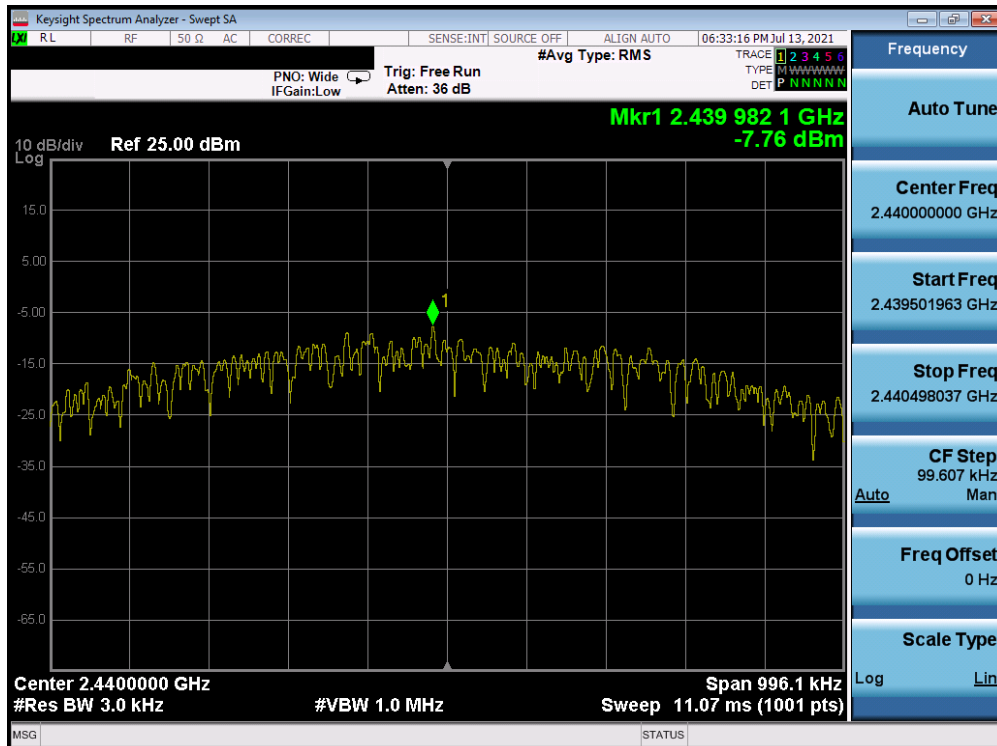 Keysight Spectrum Analyzer - Swept SA
LXI RL RF 50 Ω AC CORREC SENSE:INT SOURCE OFF ALIGN AUTO 06:33:16 PM Jul 13, 2021
#Avg Type: RMS
TRACE 1 2 3 4 5 6
PNO: Wide Trig: Free Run TYPE M W W W W W
IFGain:Low Atten: 36 dB DET P N N N N N
Mkr1 2.439 982 1 GHz
-7.76 dBm
10 dB/div Ref 25.00 dBm
Log
15.0
5.00
1
-5.00
-15.0
-25.0
-35.0
-45.0
-55.0
-65.0
Center 2.4400000 GHz Span 996.1 kHz
#Res BW 3.0 kHz #VBW 1.0 MHz Sweep 11.07 ms (1001 pts)
MSG STATUS
Frequency
Auto Tune
Center Freq
2.440000000 GHz
Start Freq
2.439501963 GHz
Stop Freq
2.440498037 GHz
CF Step
99.607 kHz
Auto Man
Freq Offset
0 Hz
Scale Type
Log Lin